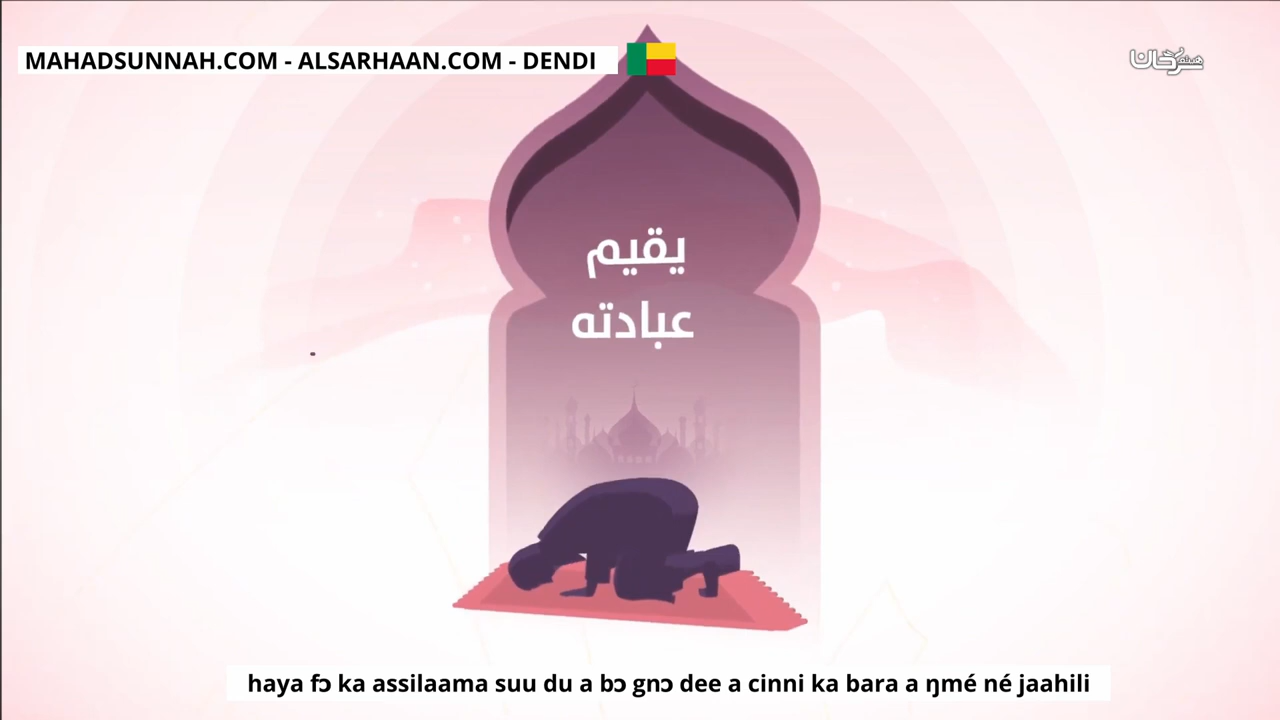 MAHADSUNNAH.COM - ALSARHAAN.COM - DENDI
يقيم
عبادته
haya fɔ ka assilaama suu du a bɔ gnɔ dee a cinni ka bara a ŋmé né jaahili